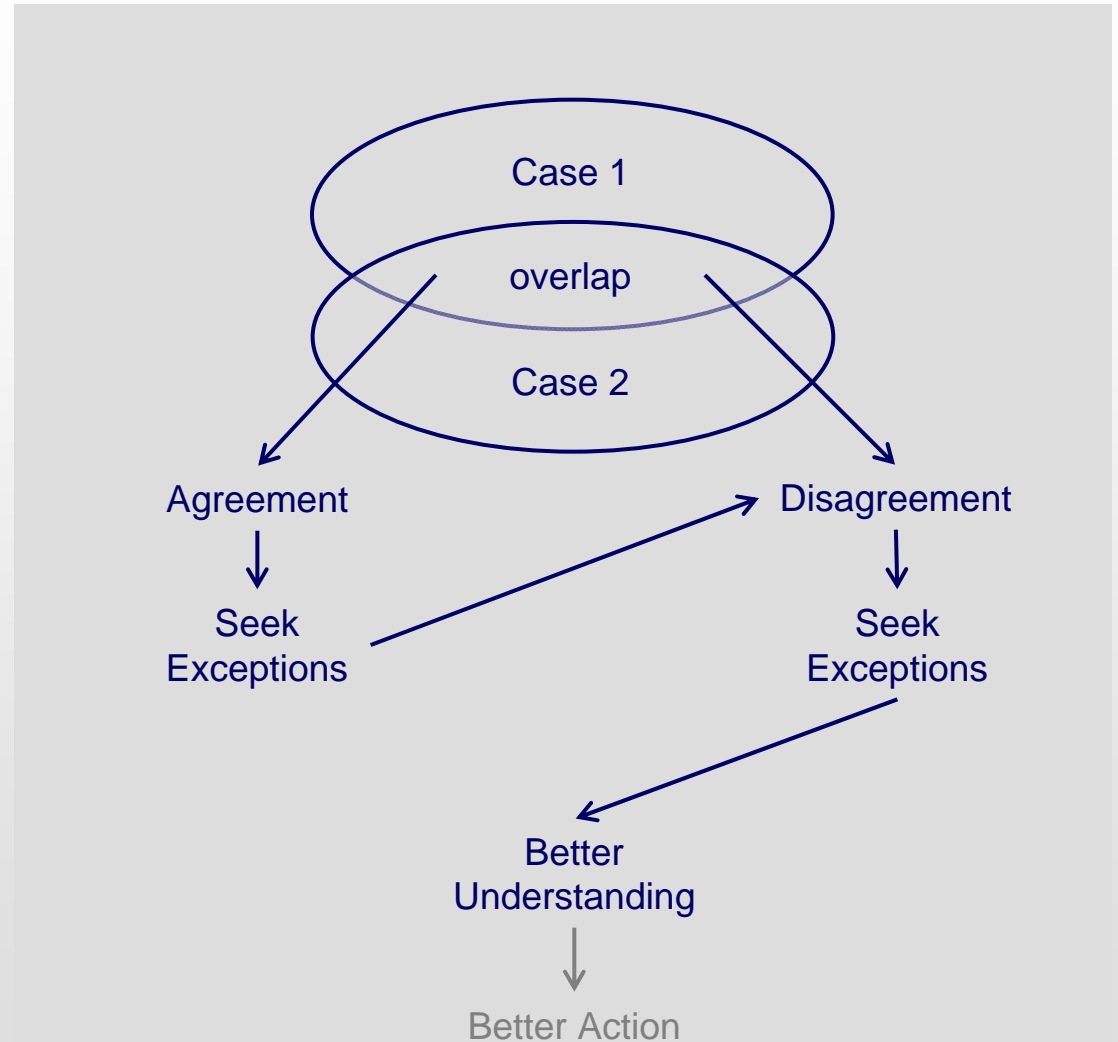 Case 1
overlap
Case 2
Agreement
Disagreement
Seek
Exceptions
Seek
Exceptions
Better
Understanding
Better Action